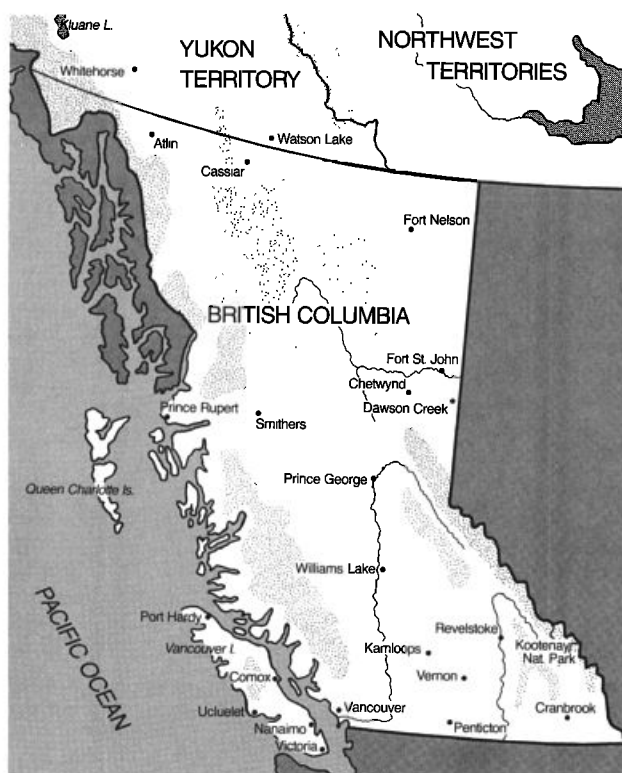 Kluane L.
YUKON
TERRITORY
NORTHWEST
TERRITORIES
Whitehorse
Atlin
Watson Lake
Cassiar
Fort Nelson
BRITISH COLUMBIA
Fort St. John
Chetwynd
Dawson Creek
Prince Rupert
Smithers
Queen Charlotte Is.
Prince George
Williams Lake
PACIFIC OCEAN
Port Hardy
Vancouver I.
Revelstoke
Kamloops
Kootenay
Nat. Park
Vernon
Comox
Ucluelet
Vancouver
Nanaimo
Penticton
Cranbrook
Victoria